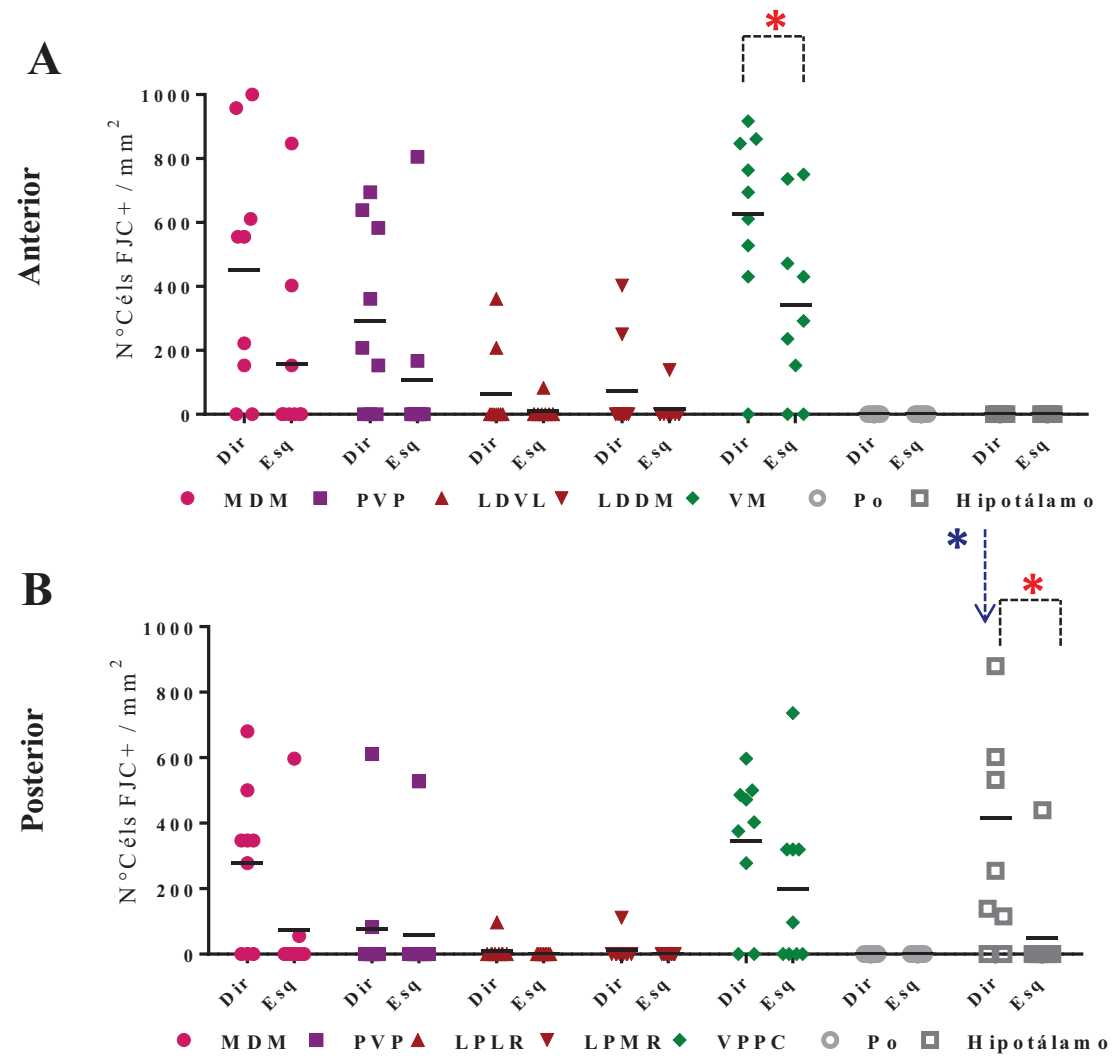 *
A
Anterior
N°Céls FJC+/mm²
1000
800
600
400
200
0
Dir Esq Dir Esq Dir Esq Dir Esq Dir Esq Dir Esq Dir Esq
MDM PVP LDVL LDDM VM Po Hipotálamo
* *
B
Posterior
N°Céls FJC+/mm²
1000
800
600
400
200
0
Dir Esq Dir Esq Dir Esq Dir Esq Dir Esq Dir Esq Dir Esq
MDM PVP LPLR LPMR VPPC Po Hipotálamo